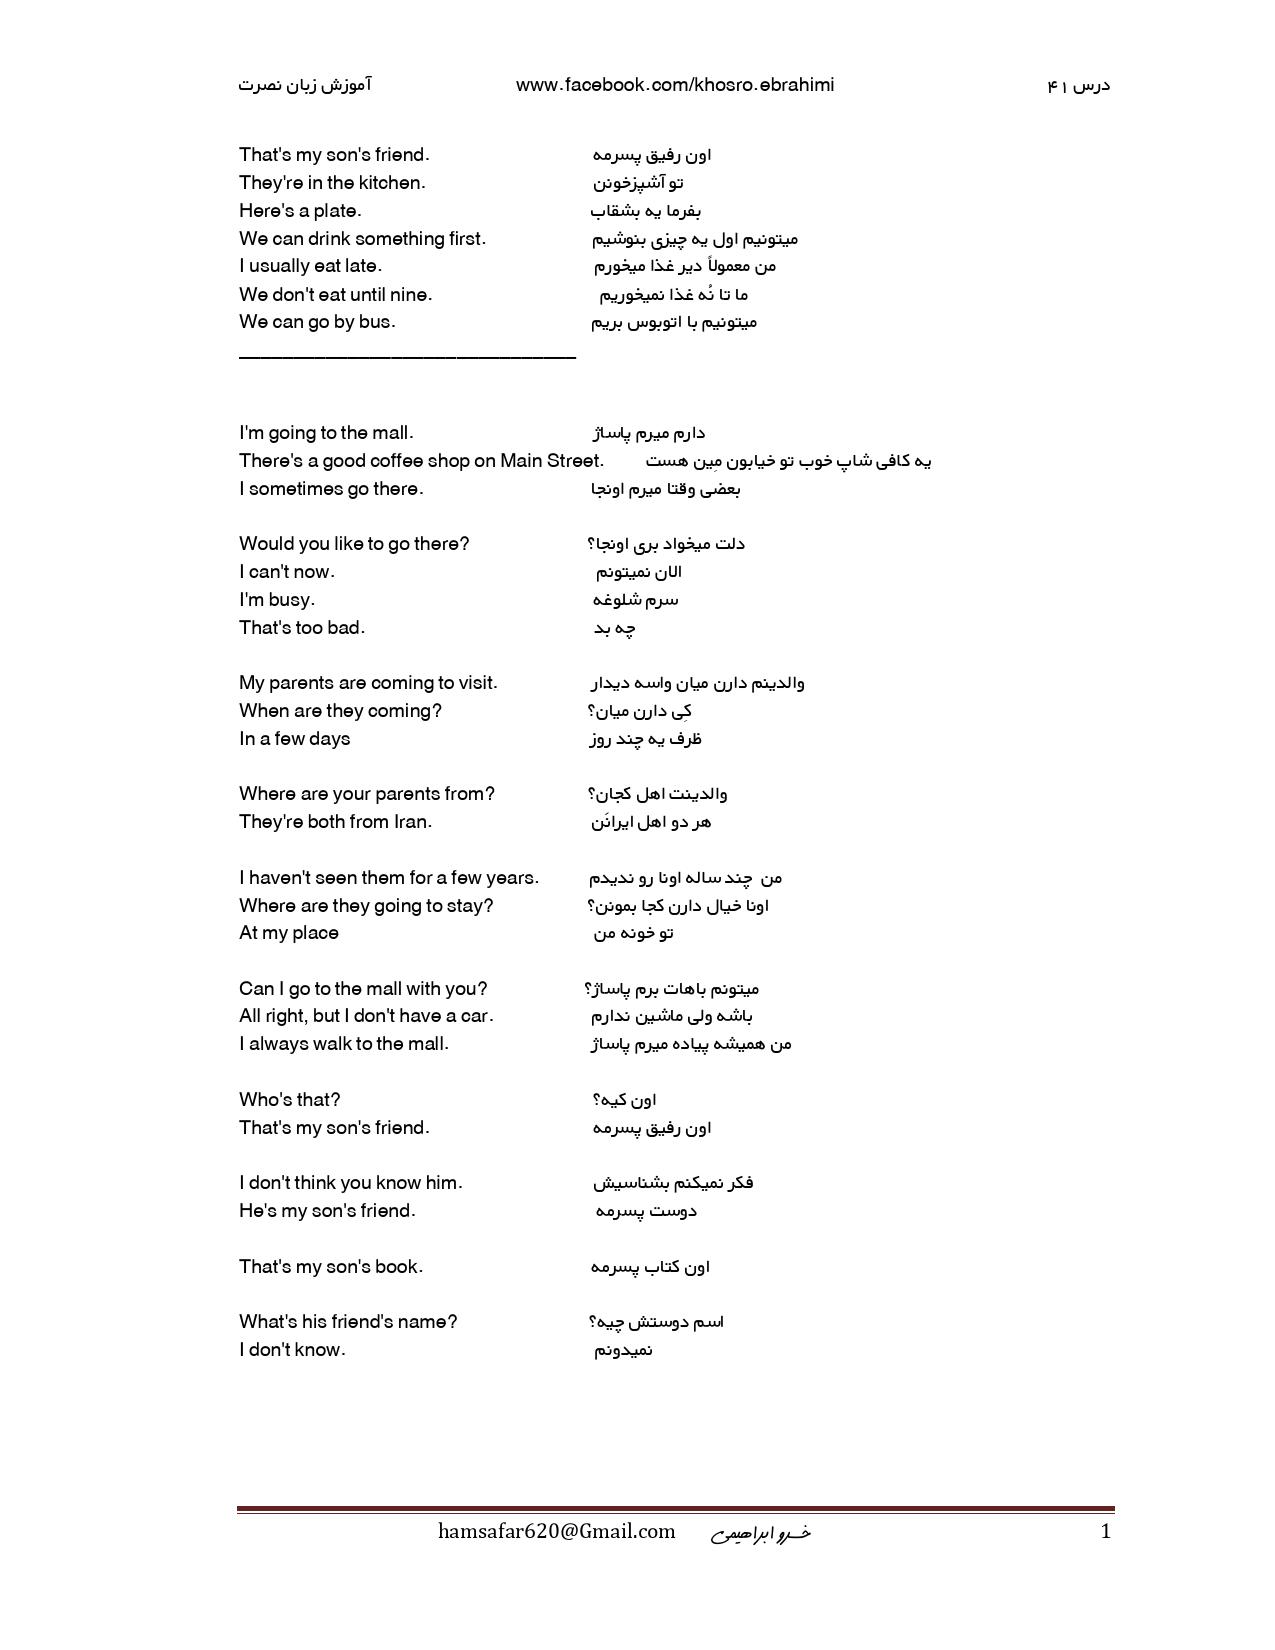 آموزش زبان نصرت www.facebook.com/khosro.ebrahimi درس ۴۱
That's my son's friend. اون رفیق پسرمه
They're in the kitchen. تو آشپزخونن
Here's a plate. بفرما یه بشقاب
We can drink something first. میتونیم اول یه چیزی بنوشیم
I usually eat late. من معمولاً دیر غذا میخورم
We don't eat until nine. ما تا نُه غذا نمیخوریم
We can go by bus. میتونیم با اتوبوس بریم
________________________________
I'm going to the mall. دارم میرم پاساژ
There's a good coffee shop on Main Street. یه کافی شاپ خوب تو خیابون مِین هست
I sometimes go there. بعضی وقتا میرم اونجا
Would you like to go there? دلت میخواد بری اونجا؟
I can't now. الان نمیتونم
I'm busy. سرم شلوغه
That's too bad. چه بد
My parents are coming to visit. والدینم دارن میان واسه دیدار
When are they coming? کِی دارن میان؟
In a few days ظرف یه چند روز
Where are your parents from? والدینت اهل کجان؟
They're both from Iran. هر دو اهل ایرانَن
I haven't seen them for a few years. من چند ساله اونا رو ندیدم
Where are they going to stay? اونا خیال دارن کجا بمونن؟
At my place تو خونه من
Can I go to the mall with you? میتونم باهات برم پاساژ؟
All right, but I don't have a car. باشه ولی ماشین ندارم
I always walk to the mall. من همیشه پیاده میرم پاساژ
Who's that? اون کیه؟
That's my son's friend. اون رفیق پسرمه
I don't think you know him. فکر نمیکنم بشناسیش
He's my son's friend. دوست پسرمه
That's my son's book. اون کتاب پسرمه
What's his friend's name? اسم دوستش چیه؟
I don't know. نمیدونم
hamsafar620@Gmail.com خسرو ابراهیمی 1